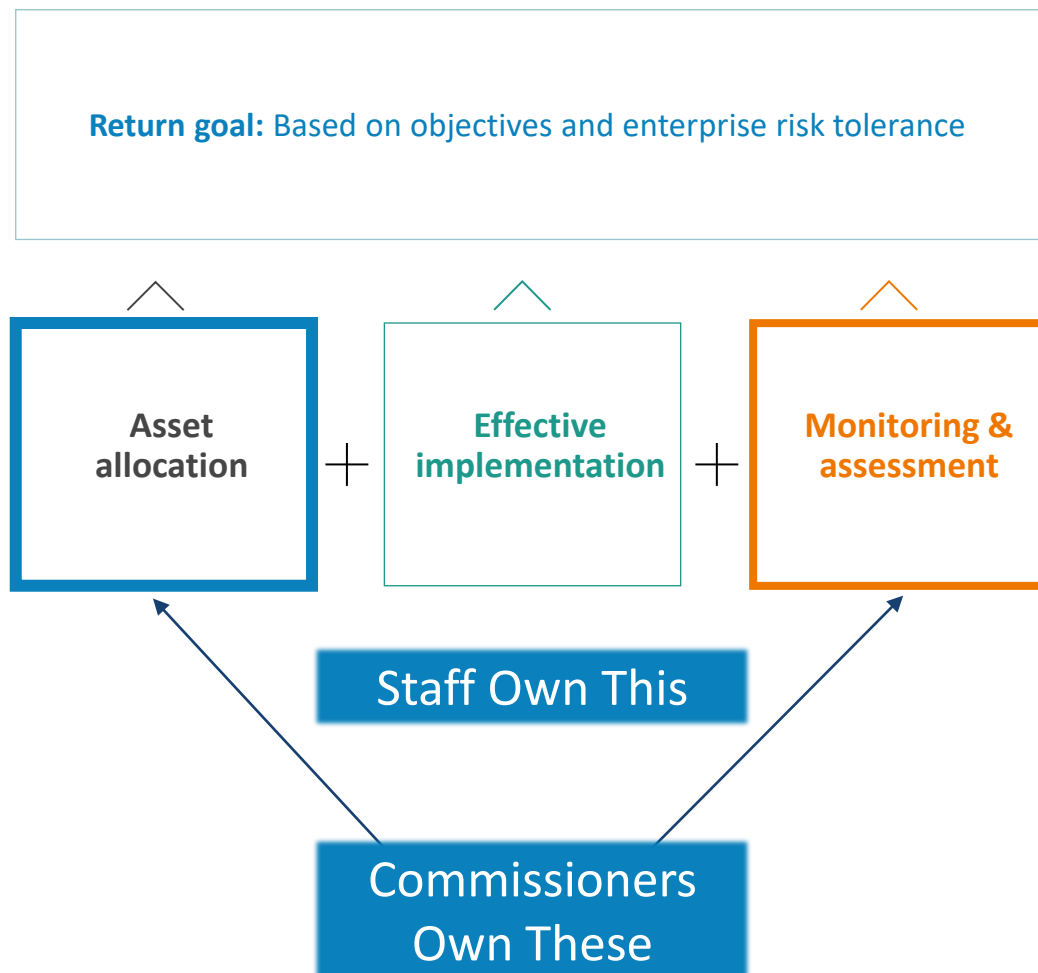 Return goal: Based on objectives and enterprise risk tolerance
Asset
allocation
Effective
implementation
Monitoring &
assessment
Staff Own This
Commissioners
Own These